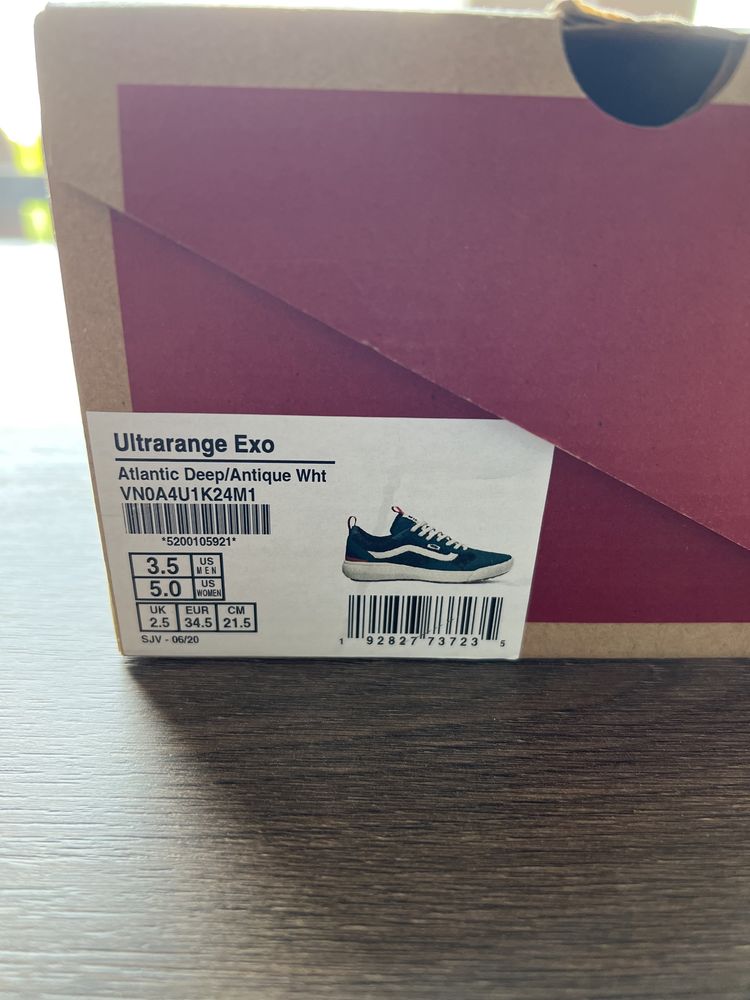 Ultrarange Exo
Atlantic Deep/Antique Wht
VN0A4U1K24M1
*5200105921*
3.5 US MEN
5.0 US WOMEN
UK EUR CM
2.5 34.5 21.5
SJV - 06/20
1 92827 73723 5